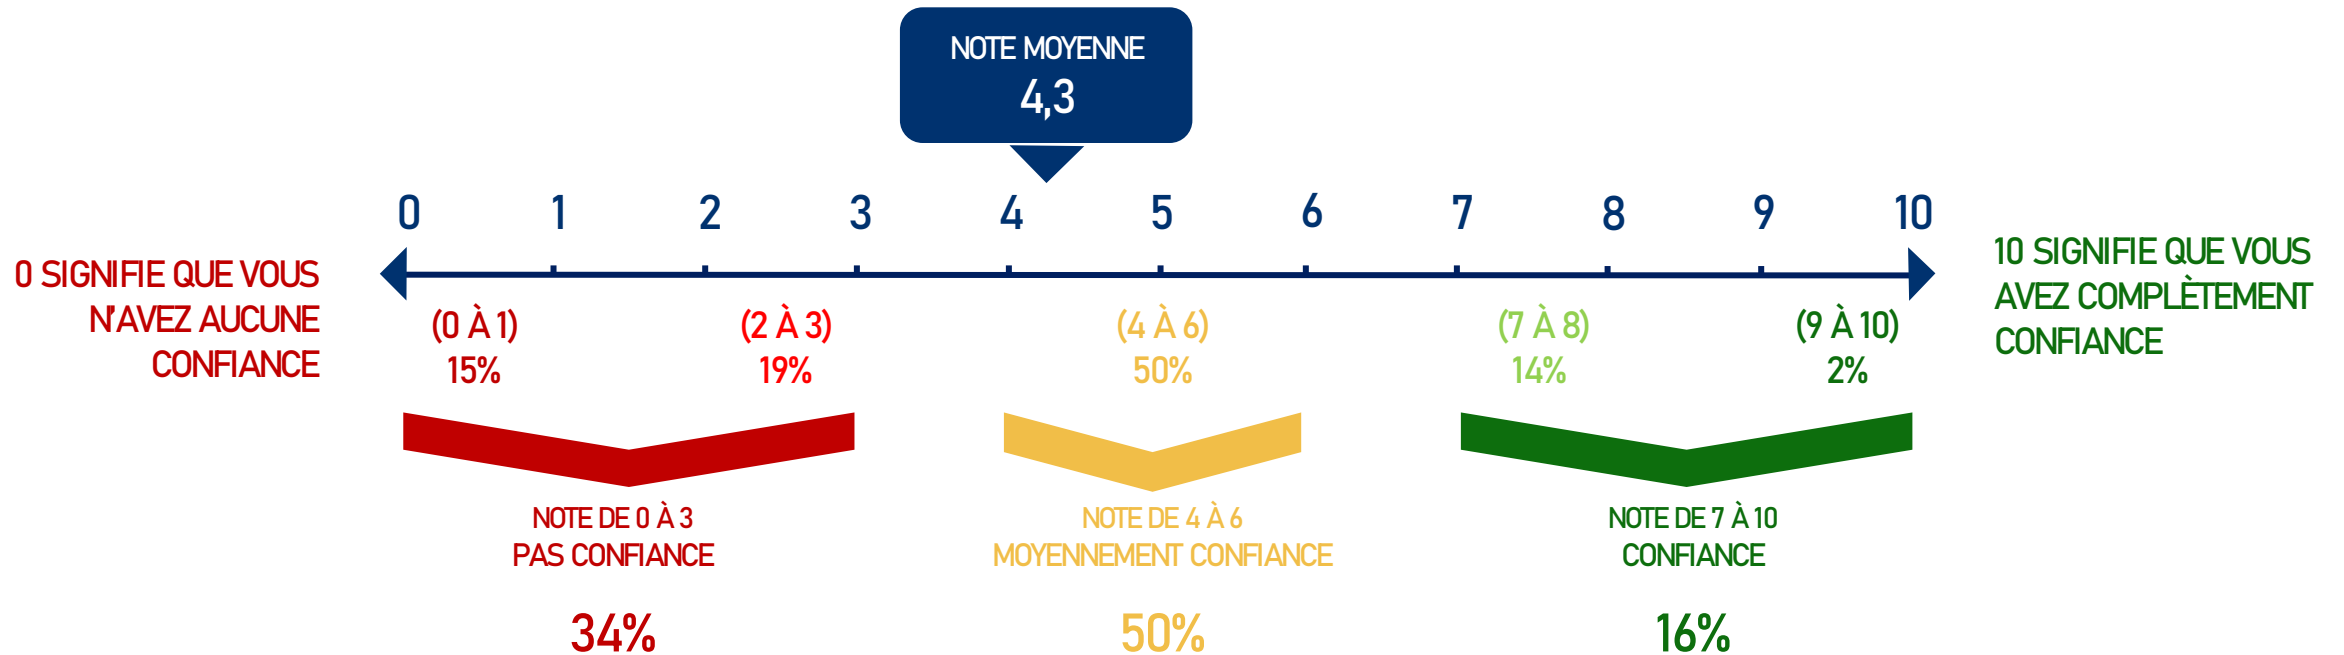 NOTE MOYENNE
4,3
0 1 2 3 4 5 6 7 8 9 10
0 SIGNIFIE QUE VOUS
N'AVEZ AUCUNE
CONFIANCE
10 SIGNIFIE QUE VOUS
AVEZ COMPLÈTEMENT
CONFIANCE
(0 À 1)
15%
(2 À 3)
19%
(4 À 6)
50%
(7 À 8)
14%
(9 À 10)
2%
NOTE DE 0 À 3
PAS CONFIANCE
34%
NOTE DE 4 À 6
MOYENNEMENT CONFIANCE
50%
NOTE DE 7 À 10
CONFIANCE
16%